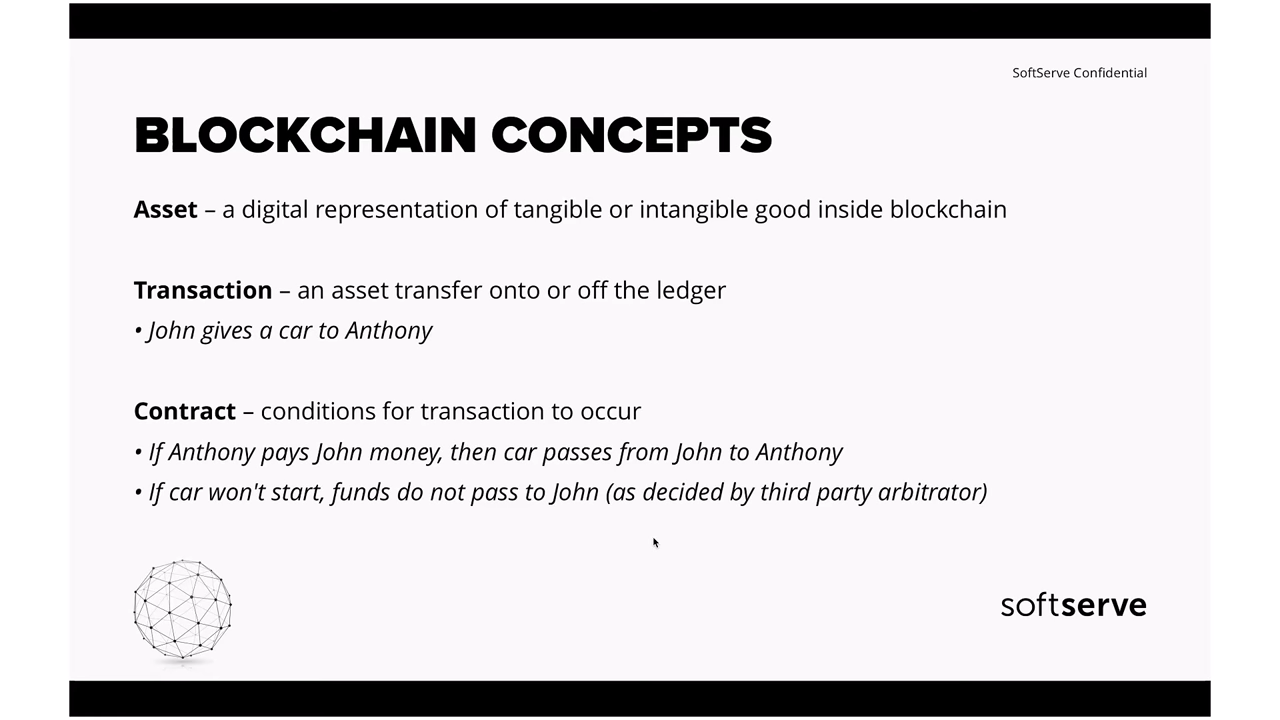 SoftServe Confidential
BLOCKCHAIN CONCEPTS
Asset – a digital representation of tangible or intangible good inside blockchain
Transaction – an asset transfer onto or off the ledger
• John gives a car to Anthony
Contract – conditions for transaction to occur
• If Anthony pays John money, then car passes from John to Anthony
• If car won't start, funds do not pass to John (as decided by third party arbitrator)
softserve